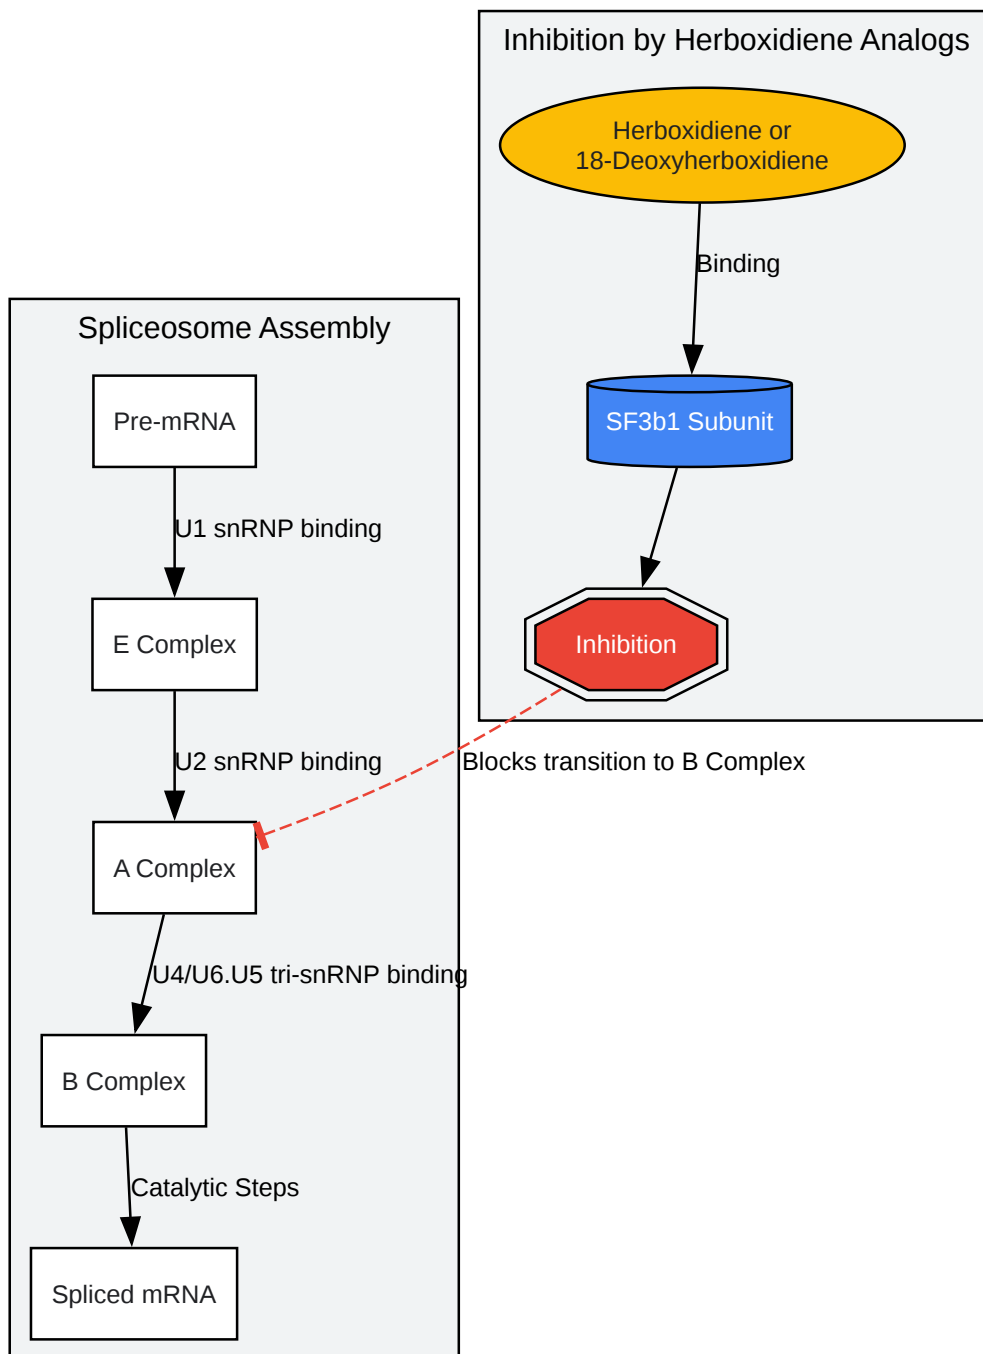 Inhibition by Herboxidiene Analogs
Herboxidiene or
18-Deoxyherboxidiene
Binding
SF3b1 Subunit
Inhibition
Blocks transition to B Complex
Spliceosome Assembly
Pre-mRNA
U1 snRNP binding
E Complex
U2 snRNP binding
A Complex
U4/U6.U5 tri-snRNP binding
B Complex
Catalytic Steps
Spliced mRNA